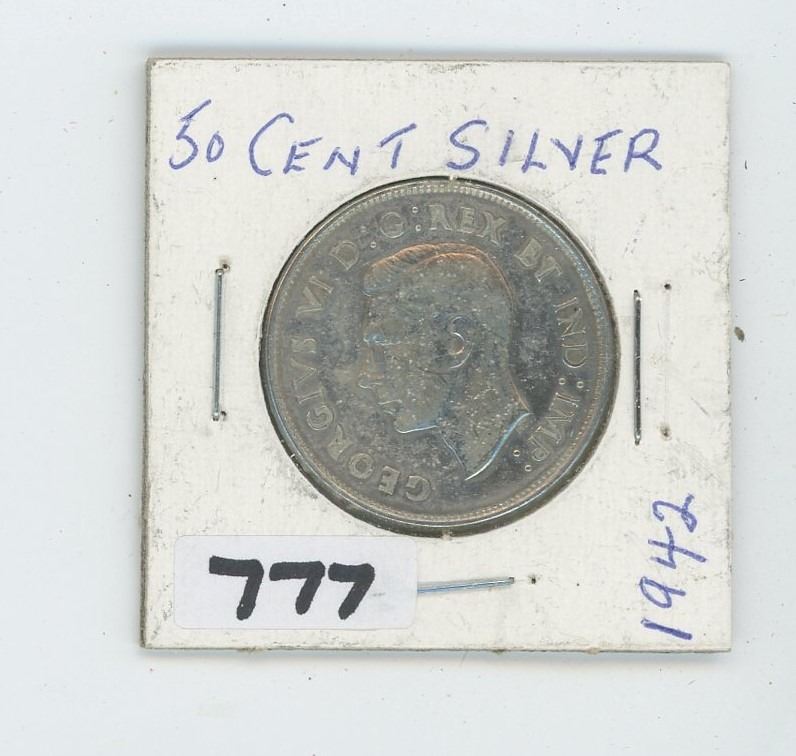 50 CENT SILVER
GEORGIVS VI D:G:REX ET IND:IMP:
1942
777